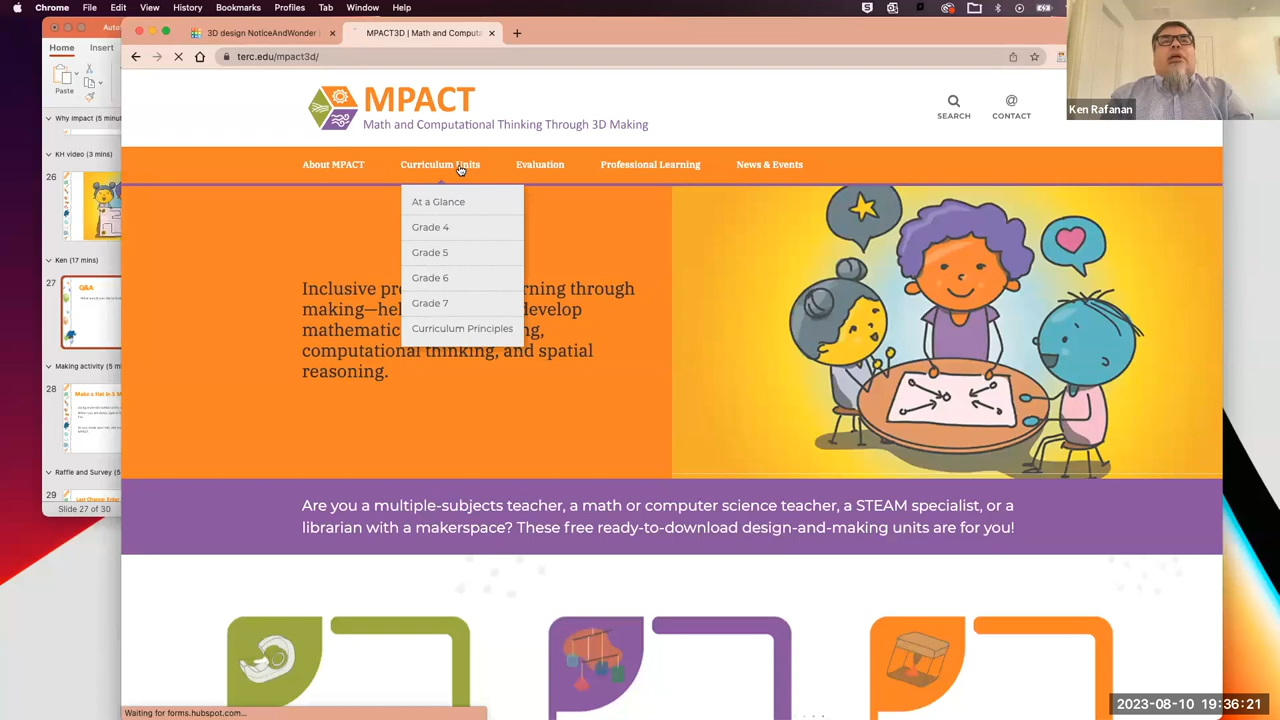 Chrome File Edit View History Bookmarks Profiles Tab Window Help
3D design NoticeAndWonder
MPACT3D | Math and Computa
terc.edu/mpact3d/
Home Insert
Paste
Why Impact (5 minut
KH video (3 mins)
26
Ken (17 mins)
27
Q&A
Making activity (5 m
28
Make a Hat in 5 M
Raffle and Survey (5
29
Last Chance: Enter
Slide 27 of 30
MPACT
Math and Computational Thinking Through 3D Making
SEARCH
CONTACT
About MPACT Curriculum Units Evaluation Professional Learning News & Events
At a Glance
Grade 4
Grade 5
Grade 6
Grade 7
Curriculum Principles
Inclusive pr rning through
making—hel evelop
mathematic ng,
computational thinking, and spatial
reasoning.
Are you a multiple-subjects teacher, a math or computer science teacher, a STEAM specialist, or a
librarian with a makerspace? These free ready-to-download design-and-making units are for you!
Waiting for forms.hubspot.com...
Ken Rafanan
2023-08-10 19:36:21